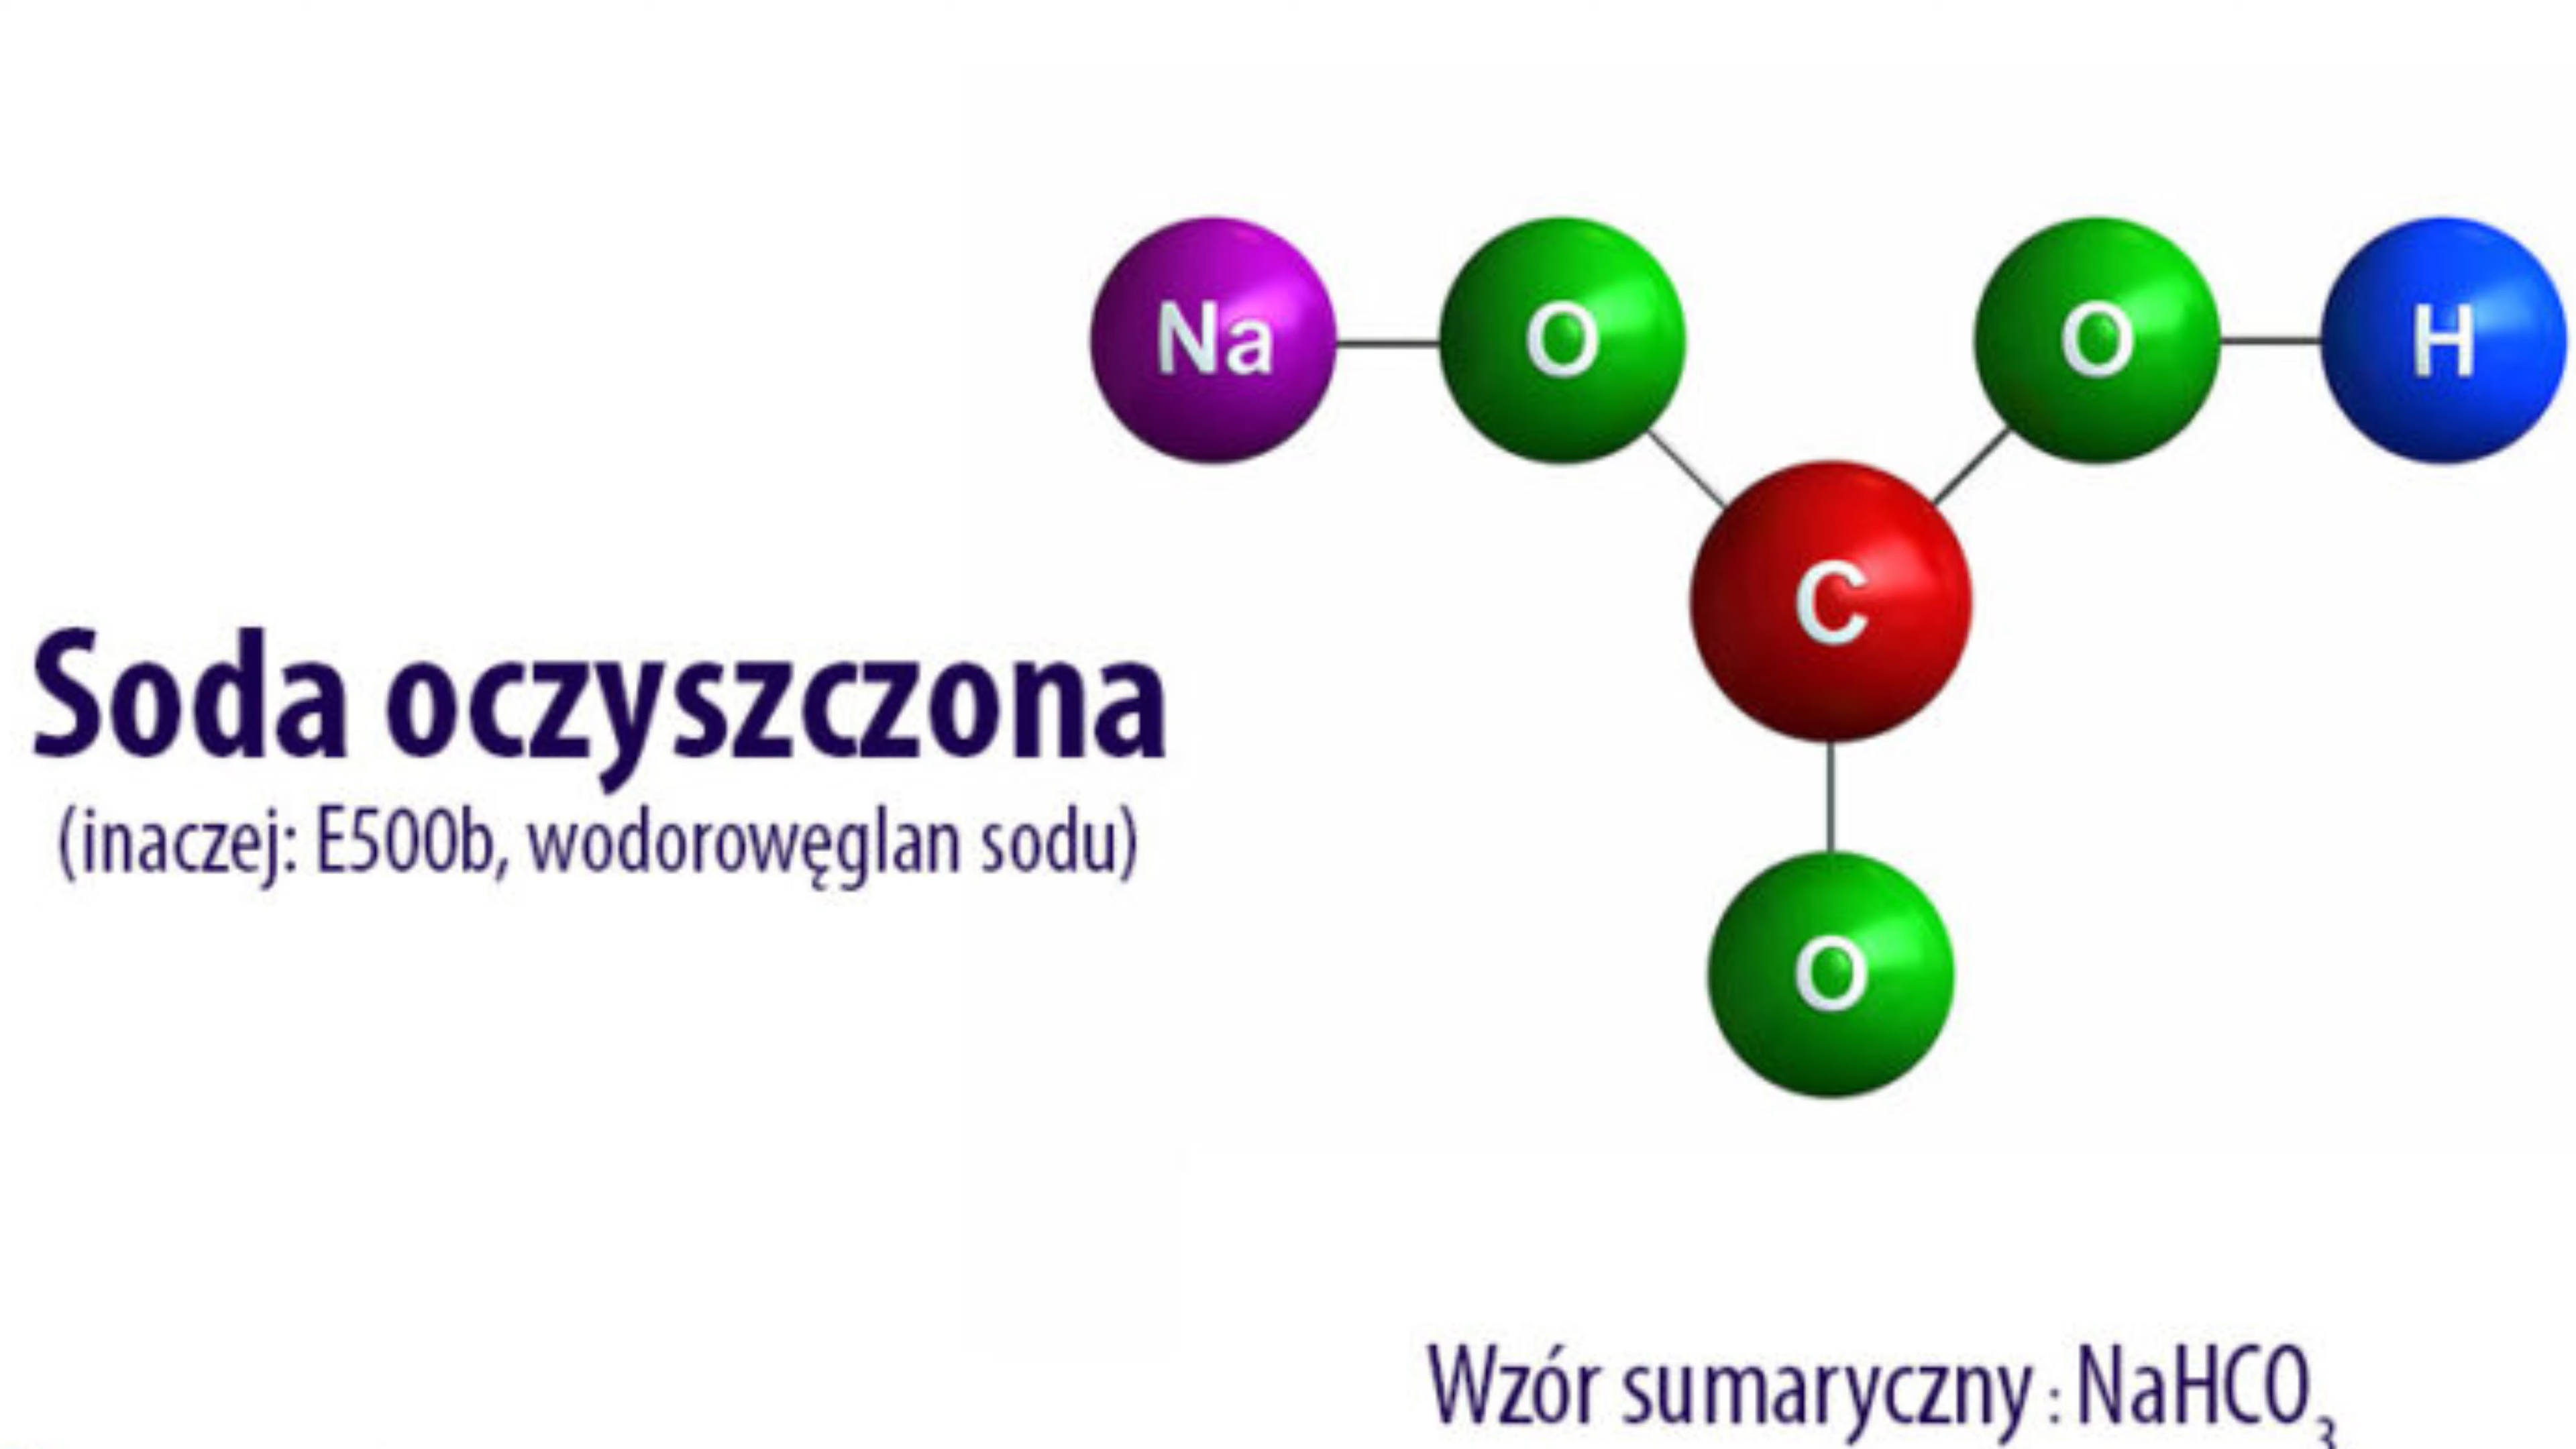 Na O O H
C
Soda oczyszczona
(inaczej: E500b, wodorowęglan sodu)
O
Wzór sumaryczny : NaHCO₃